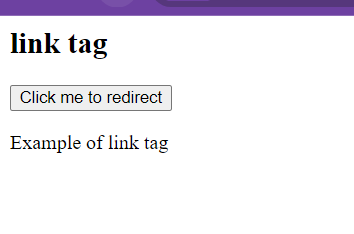 link tag
Click me to redirect
Example of link tag